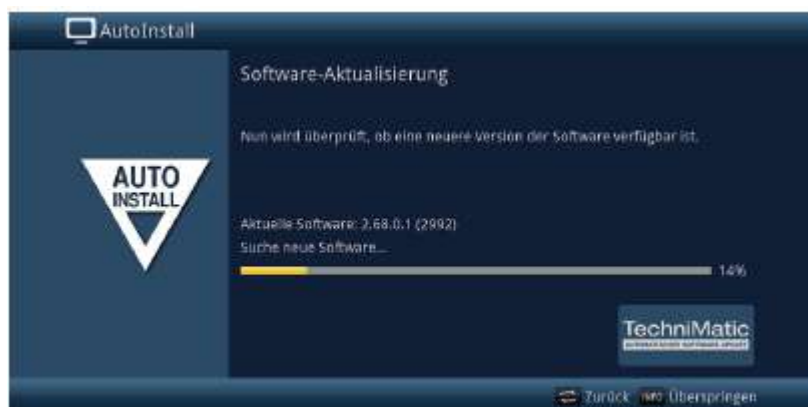 AutoInstall
Software-Aktualisierung
Nun wird überprüft, ob eine neuere Version der Software verfügbar ist.
AUTO
INSTALL
Aktuelle Software: 2.68.0.1 (2992)
Suche neue Software...
14%
TechniMatic
Zurück INFO Überspringen